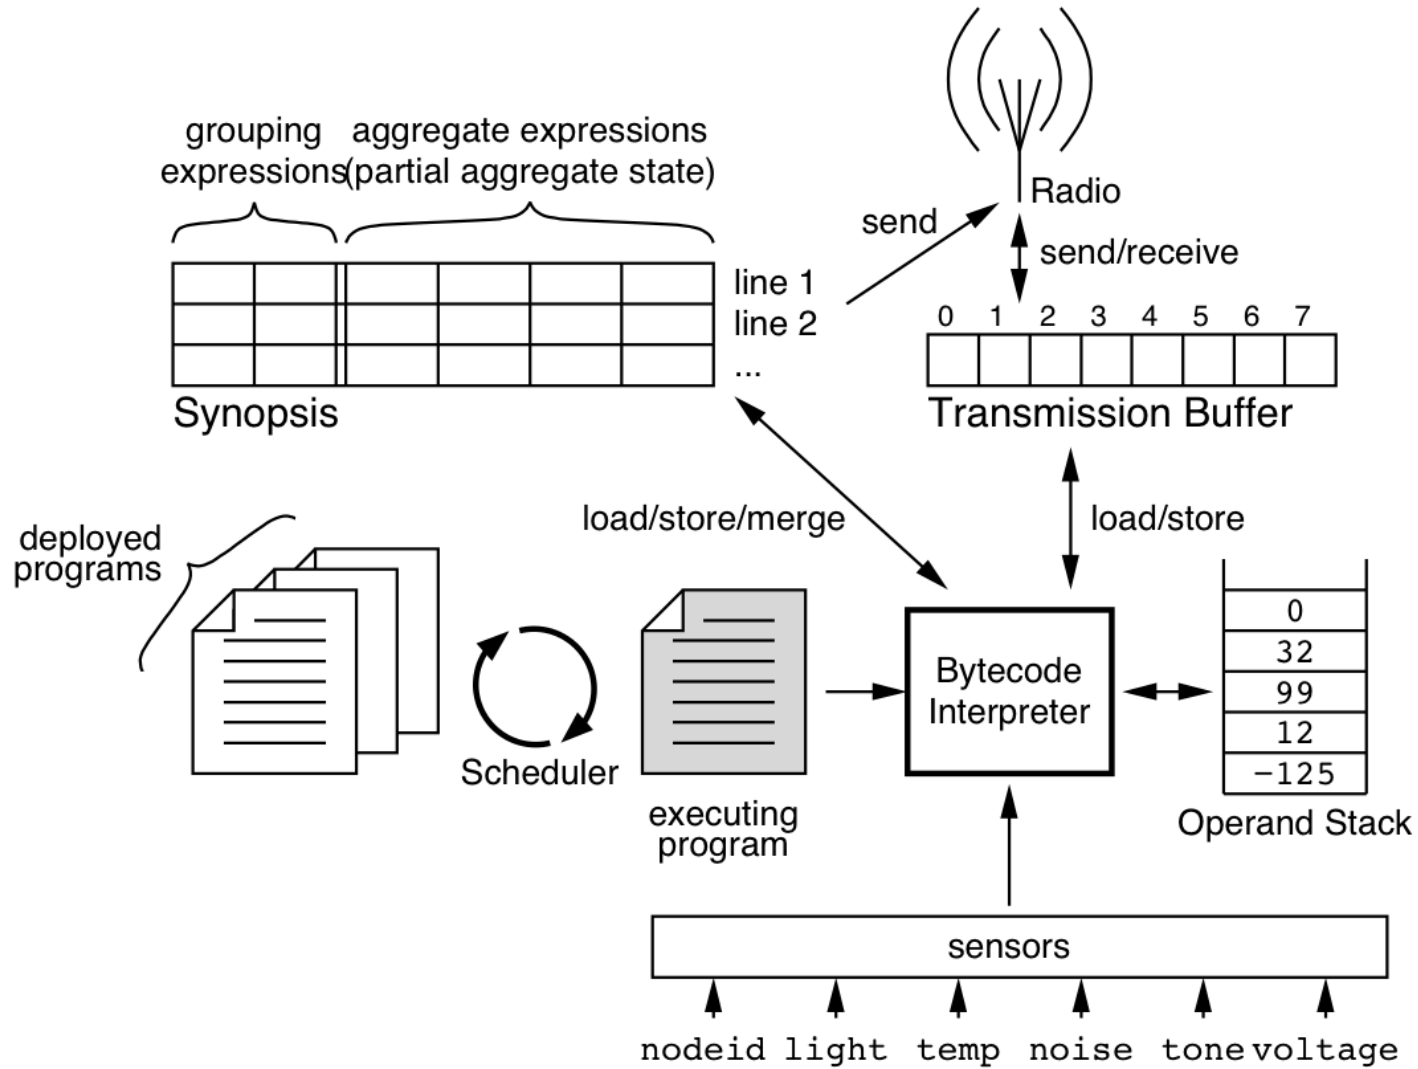 grouping
expressions
aggregate expressions
(partial aggregate state)
Radio
send
send/receive
line 1
line 2
...
0 1 2 3 4 5 6 7
Synopsis
Transmission Buffer
load/store/merge
load/store
deployed
programs
Scheduler
executing
program
Bytecode
Interpreter
0
32
99
12
−125
Operand Stack
sensors
nodeid light temp noise tone voltage